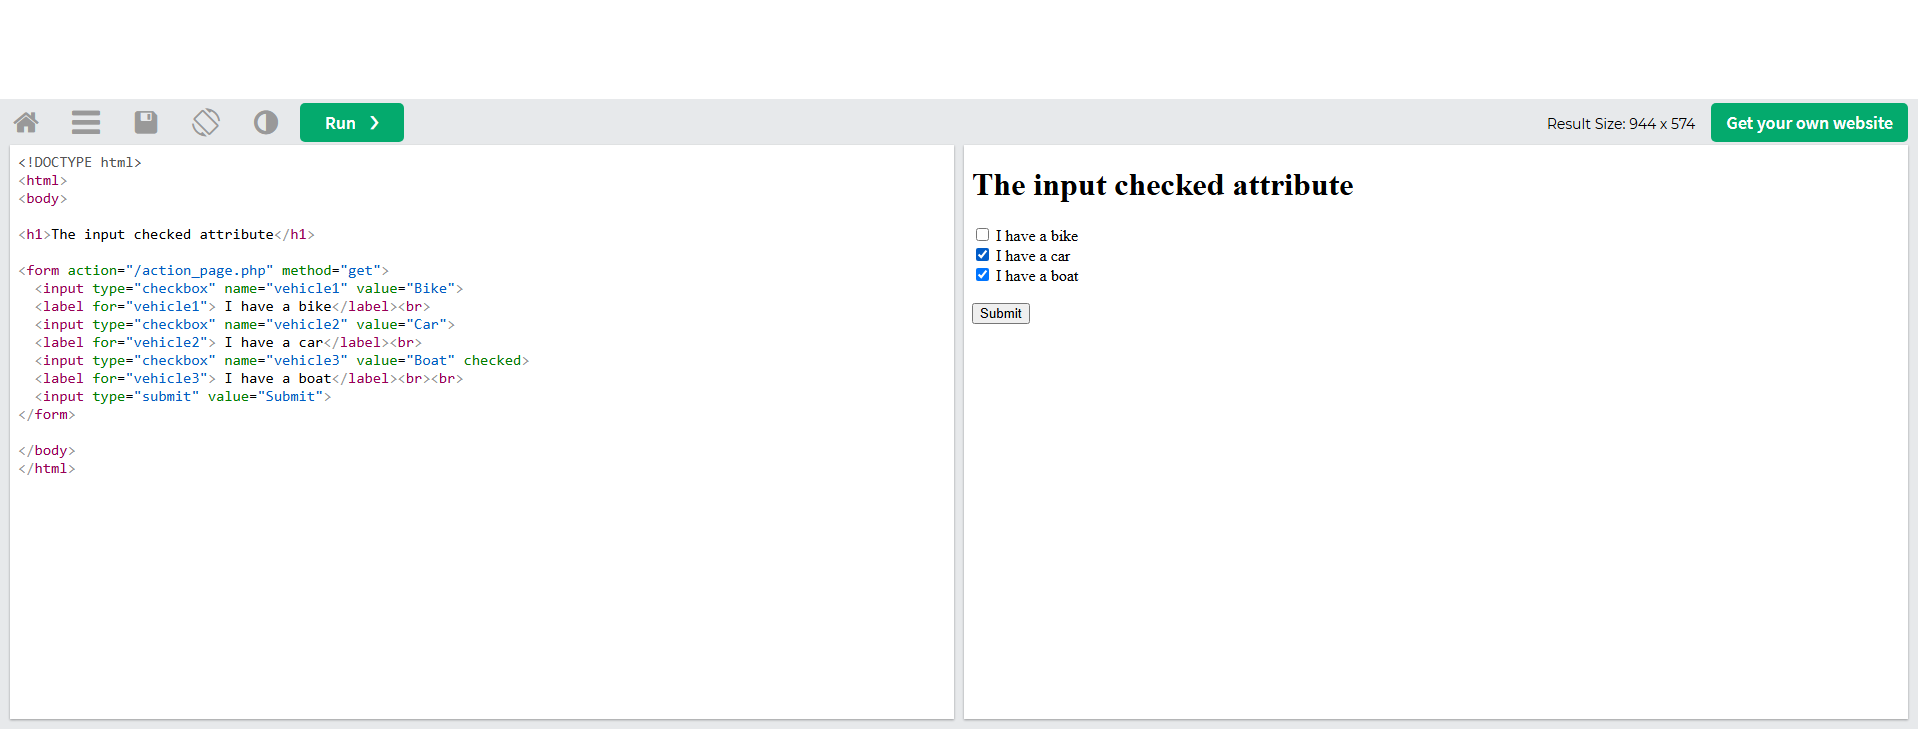 Run ❯
Result Size: 944 x 574
Get your own website
<!DOCTYPE html>
<html>
<body>
<h1>The input checked attribute</h1>
<form action="/action_page.php" method="get">
  <input type="checkbox" name="vehicle1" value="Bike">
  <label for="vehicle1"> I have a bike</label><br>
  <input type="checkbox" name="vehicle2" value="Car">
  <label for="vehicle2"> I have a car</label><br>
  <input type="checkbox" name="vehicle3" value="Boat" checked>
  <label for="vehicle3"> I have a boat</label><br><br>
  <input type="submit" value="Submit">
</form>
</body>
</html>
The input checked attribute
I have a bike
I have a car
I have a boat
Submit